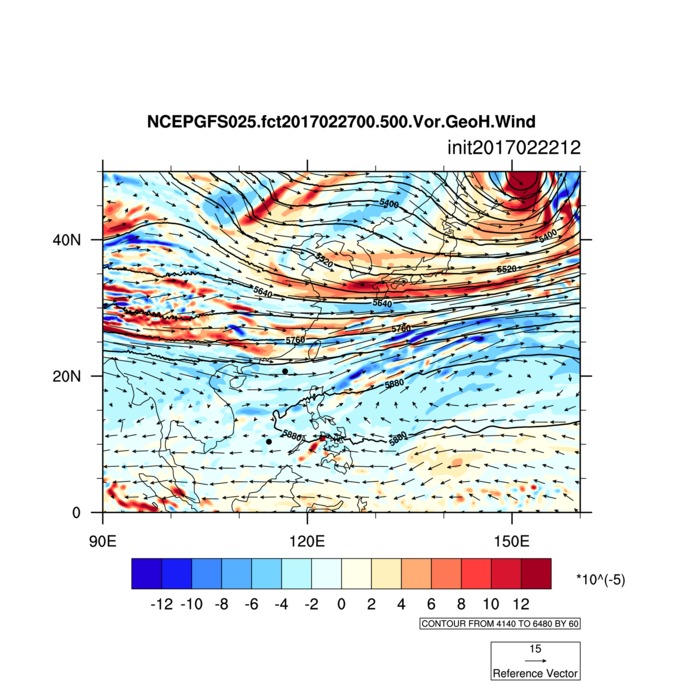 NCEPGFS025.fct2017022700.500.Vor.GeoH.Wind
init2017022212
5400
5400
40N
5520
5520
5640
5640
5760
5760
20N
5880
5880
5880
0
90E 120E 150E
-12 -10 -8 -6 -4 -2 0 2 4 6 8 10 12
*10^(-5)
CONTOUR FROM 4140 TO 6480 BY 60
15
Reference Vector